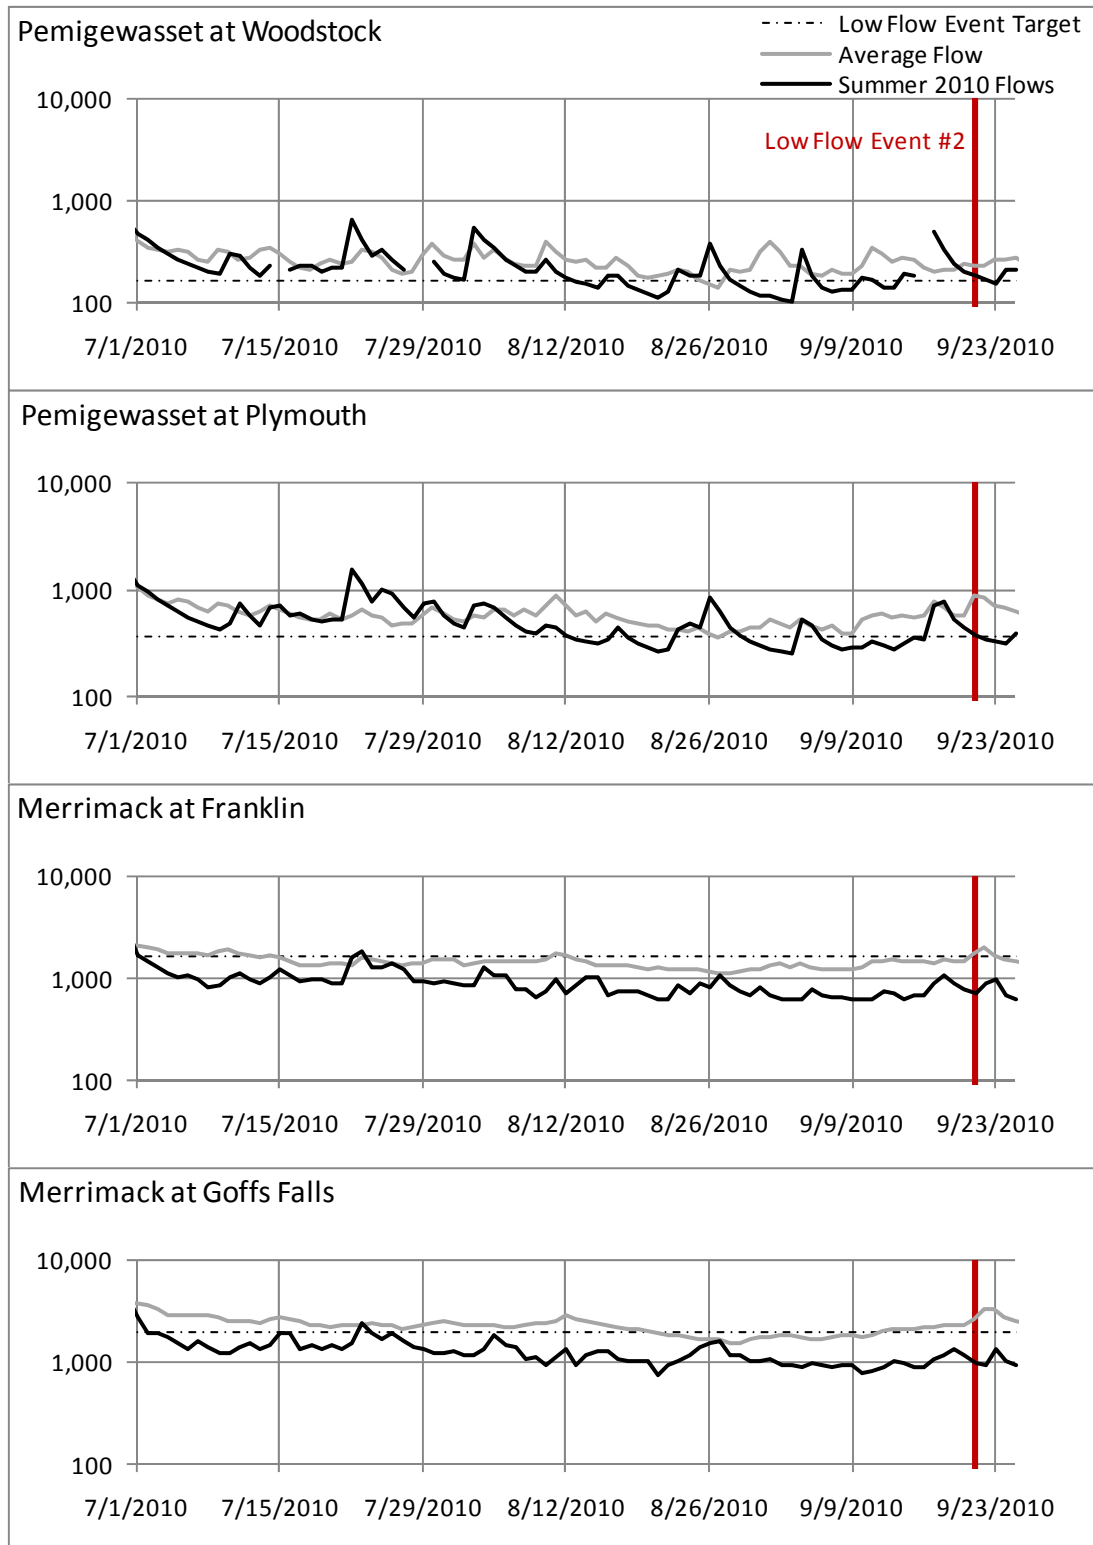 Pemigewasset at Woodstock
Low Flow Event Target
Average Flow
Summer 2010 Flows
10,000
Low Flow Event #2
1,000
100
7/1/2010 7/15/2010 7/29/2010 8/12/2010 8/26/2010 9/9/2010 9/23/2010
Pemigewasset at Plymouth
10,000
1,000
100
7/1/2010 7/15/2010 7/29/2010 8/12/2010 8/26/2010 9/9/2010 9/23/2010
Merrimack at Franklin
10,000
1,000
100
7/1/2010 7/15/2010 7/29/2010 8/12/2010 8/26/2010 9/9/2010 9/23/2010
Merrimack at Goffs Falls
10,000
1,000
100
7/1/2010 7/15/2010 7/29/2010 8/12/2010 8/26/2010 9/9/2010 9/23/2010